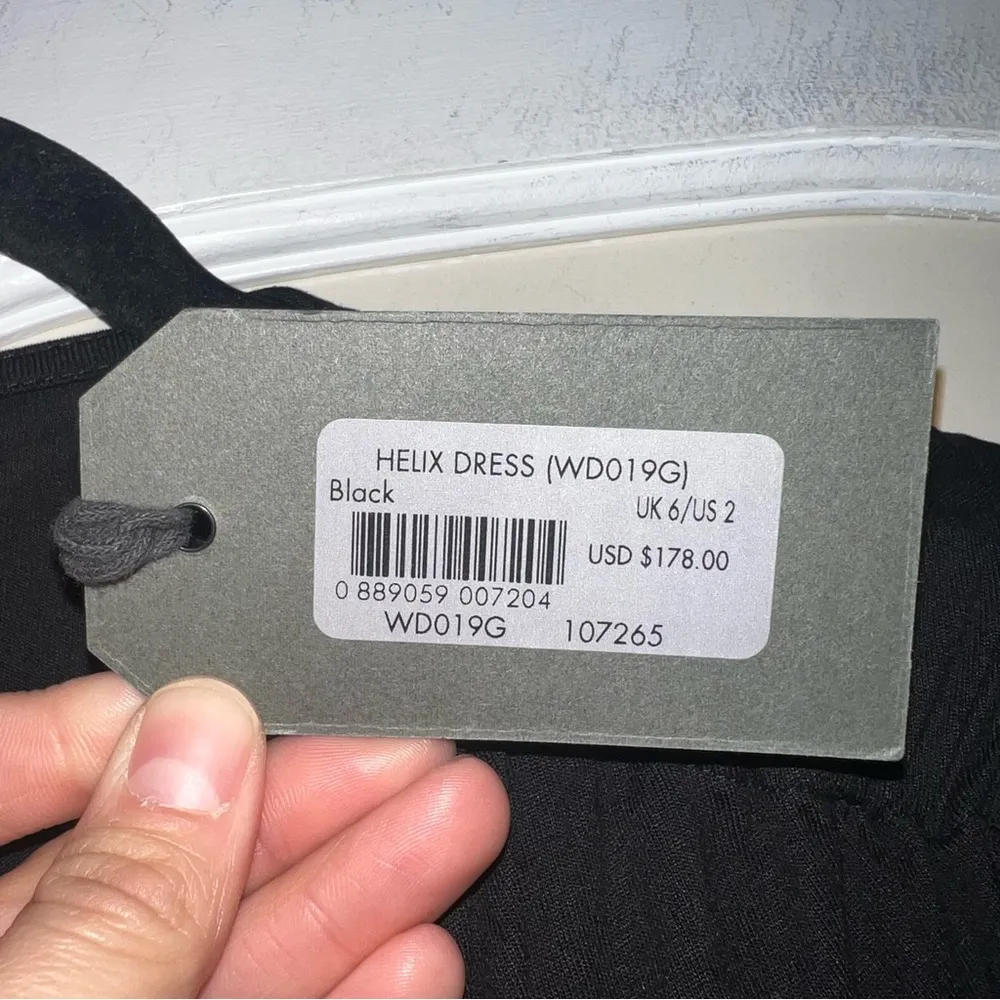 HELIX DRESS (WD019G)
Black
UK 6/US 2
USD $178.00
0 889059 007204
WD019G 107265